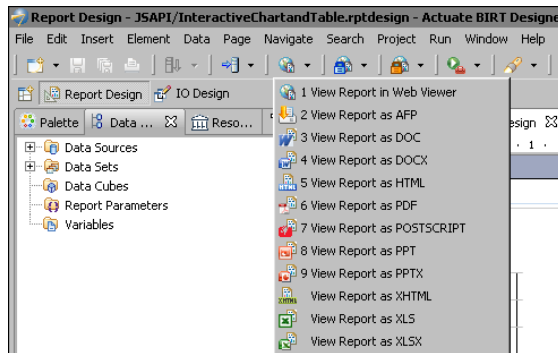 Report Design - JSAPI/InteractiveChartandTable.rptdesign - Actuate BIRT Designe
File Edit Insert Element Data Page Navigate Search Project Run Window Help
Report Design IO Design
Palette Data ... Reso... esign
1
Data Sources
Data Sets
Data Cubes
Report Parameters
Variables
1 View Report in Web Viewer
2 View Report as AFP
3 View Report as DOC
4 View Report as DOCX
5 View Report as HTML
6 View Report as PDF
7 View Report as POSTSCRIPT
8 View Report as PPT
9 View Report as PPTX
View Report as XHTML
View Report as XLS
View Report as XLSX